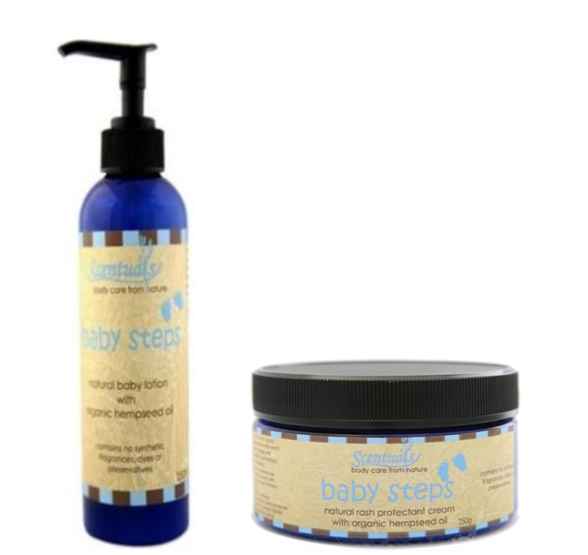 Scentuals
body care from nature
baby steps
natural baby lotion
with
organic hempseed oil
contains no synthetic
fragrances, dyes or
preservatives
Scentuals
body care from nature
baby steps
natural rash protectant cream
with organic hempseed oil
250g